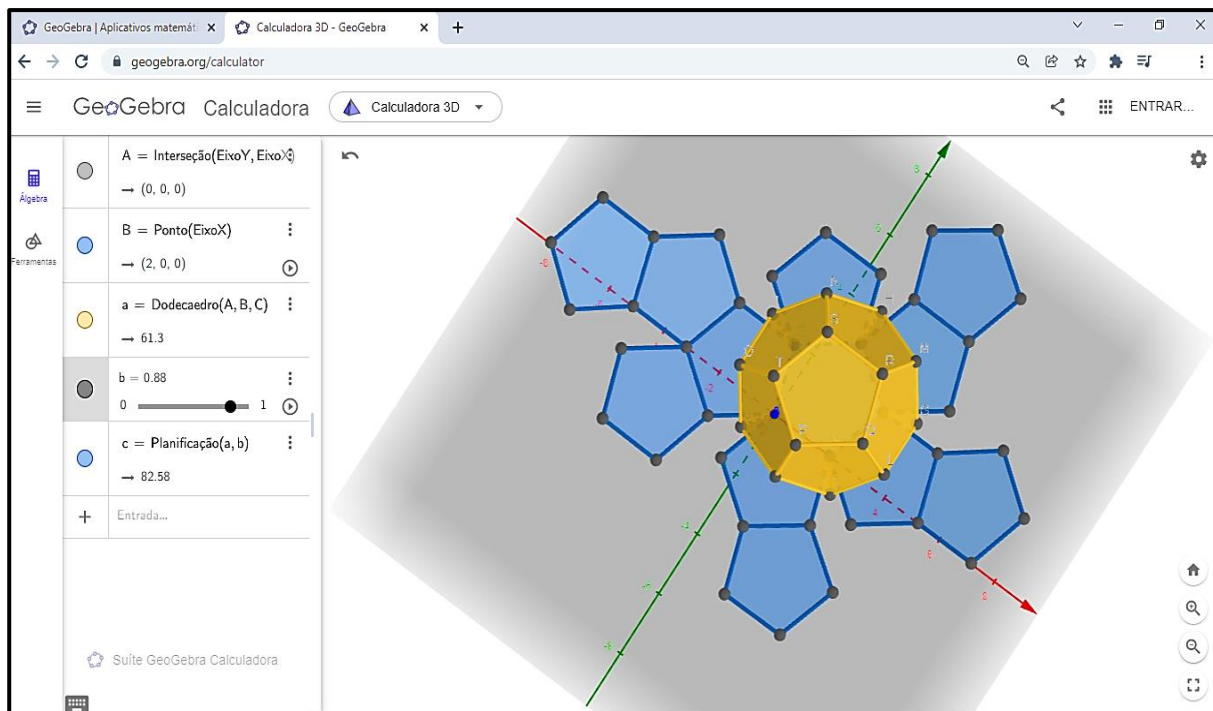 GeoGebra | Aplicativos matemát
Calculadora 3D - GeoGebra
geogebra.org/calculator
GeoGebra Calculadora
Calculadora 3D
ENTRAR...
Álgebra
Ferramentas
A = Interseção(EixoY, EixoX)
→ (0, 0, 0)
B = Ponto(EixoX)
→ (2, 0, 0)
a = Dodecaedro(A, B, C)
→ 61.3
b = 0.88
0 1
c = Planificação(a, b)
→ 82.58
+ Entrada...
Suíte GeoGebra Calculadora
-2
4